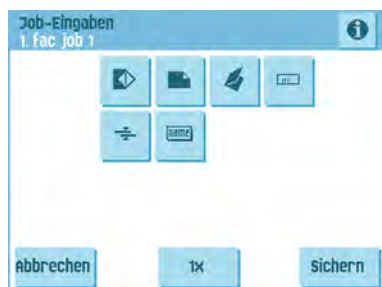 Job-Eingaben
1. Fac job 1
name
Abbrechen
1x
Sichern